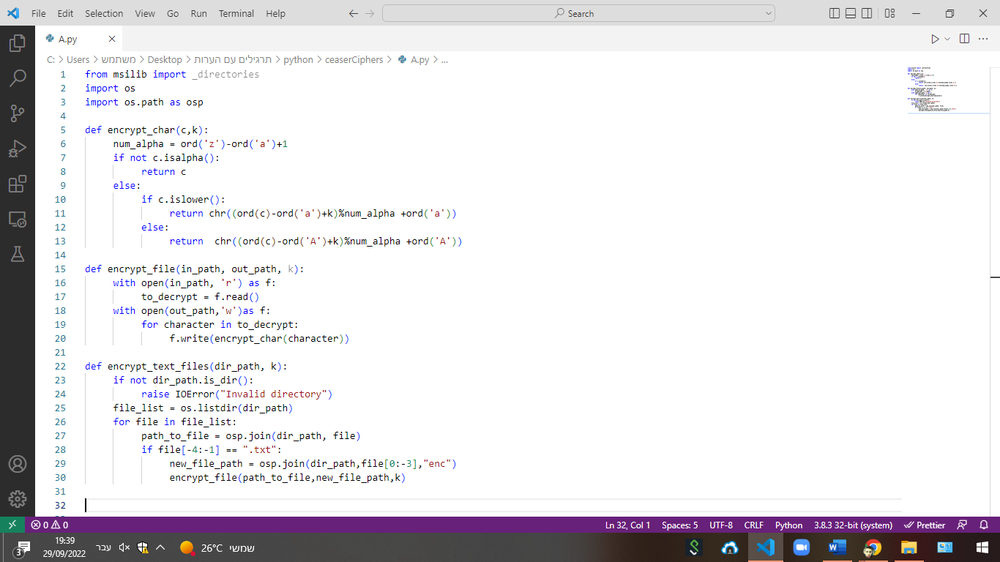 File Edit Selection View Go Run Terminal Help Search
A.py
C: > Users > משתמש > Desktop > תרגילים עם הערות > python > ceaserCiphers > A.py > ...
1 from msilib import _directories
2 import os
3 import os.path as osp
4
5 def encrypt_char(c,k):
6 num_alpha = ord('z')-ord('a')+1
7 if not c.isalpha():
8 return c
9 else:
10 if c.islower():
11 return chr((ord(c)-ord('a')+k)%num_alpha +ord('a'))
12 else:
13 return  chr((ord(c)-ord('A')+k)%num_alpha +ord('A'))
14
15 def encrypt_file(in_path, out_path, k):
16 with open(in_path, 'r') as f:
17 to_decrypt = f.read()
18 with open(out_path,'w')as f:
19 for character in to_decrypt:
20 f.write(encrypt_char(character))
21
22 def encrypt_text_files(dir_path, k):
23 if not dir_path.is_dir():
24 raise IOError("Invalid directory")
25 file_list = os.listdir(dir_path)
26 for file in file_list:
27 path_to_file = osp.join(dir_path, file)
28 if file[-4:-1] == ".txt":
29 new_file_path = osp.join(dir_path,file[0:-3],"enc")
30 encrypt_file(path_to_file,new_file_path,k)
31
32
0 0 Ln 32, Col 1 Spaces: 5 UTF-8 CRLF Python 3.8.3 32-bit (system) Prettier
3 19:39 עבר 26°C שמשי
29/09/2022